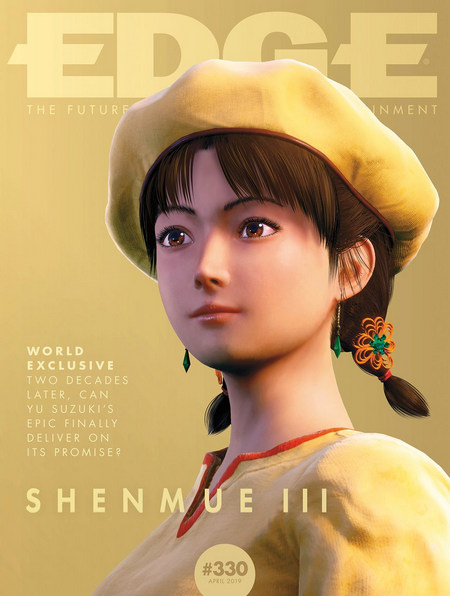 EDGE
THE FUTURE INMENT
WORLD
EXCLUSIVE
TWO DECADES
LATER, CAN
YU SUZUKI'S
EPIC FINALLY
DELIVER ON
ITS PROMISE?
SHENMUE III
#330
APRIL 2019